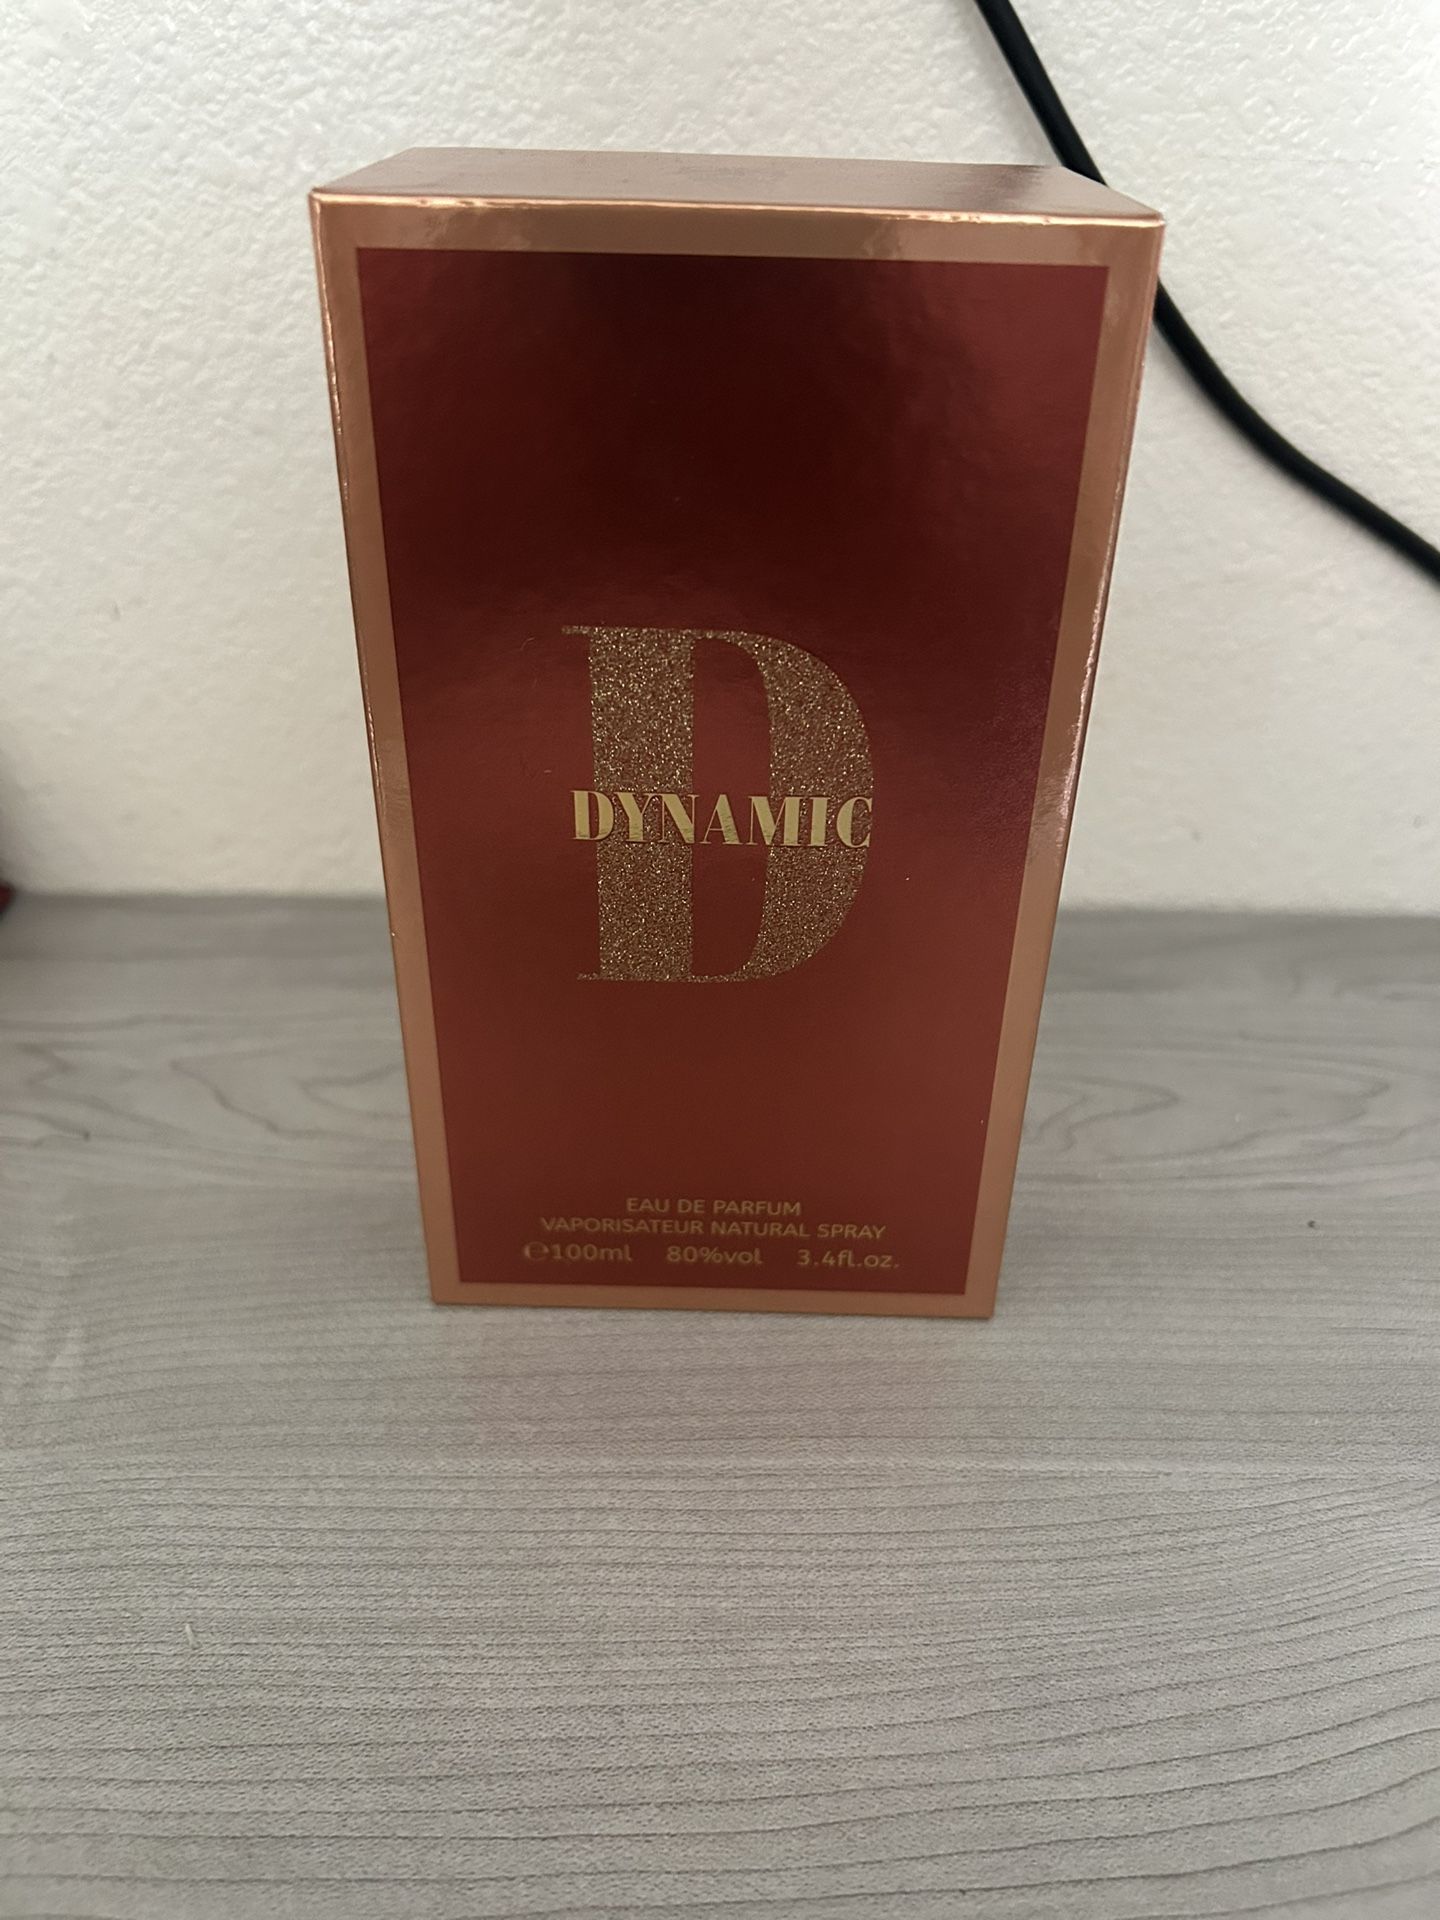 D
DYNAMIC
EAU DE PARFUM
VAPORISATEUR NATURAL SPRAY
℮100ml 80%vol 3.4fl.oz.